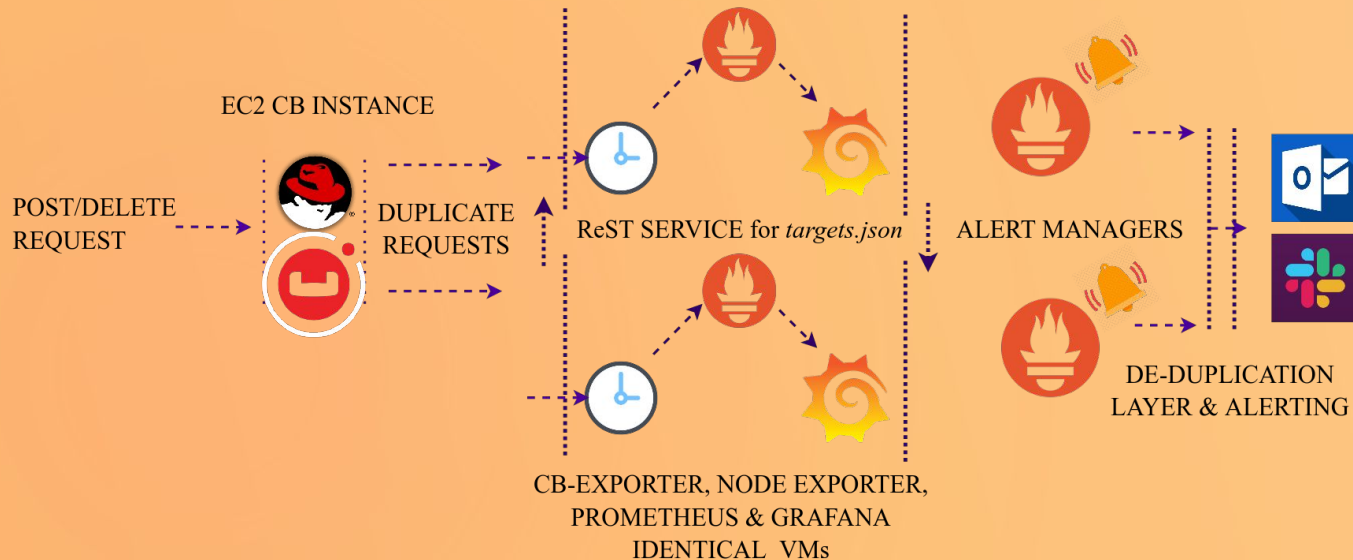 EC2 CB INSTANCE
POST/DELETE
REQUEST
DUPLICATE
REQUESTS
ReST SERVICE for targets.json
ALERT MANAGERS
DE-DUPLICATION
LAYER & ALERTING
CB-EXPORTER, NODE EXPORTER,
PROMETHEUS & GRAFANA
IDENTICAL VMs